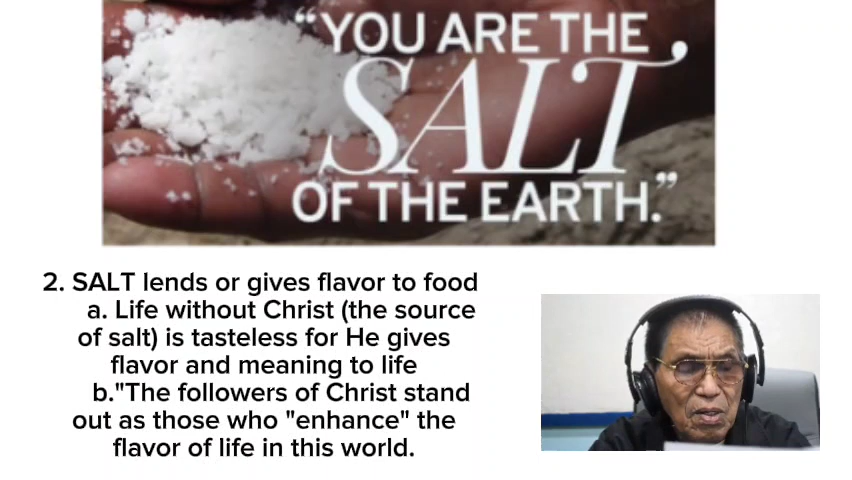 “YOU ARE THE
SALT
OF THE EARTH.”
2. SALT lends or gives flavor to food
a. Life without Christ (the source
of salt) is tasteless for He gives
flavor and meaning to life
b."The followers of Christ stand
out as those who "enhance" the
flavor of life in this world.